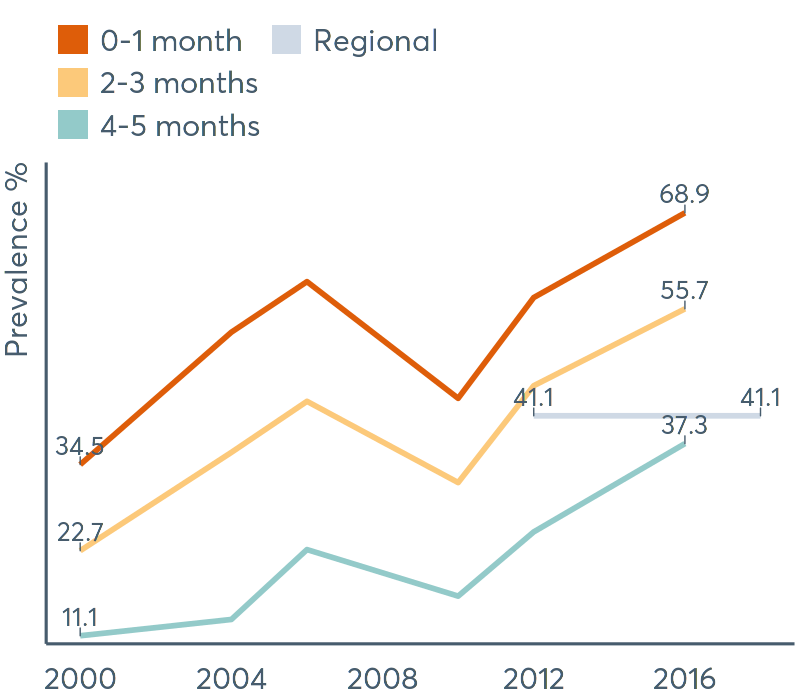 0-1 month
Regional
2-3 months
4-5 months
Prevalence %
68.9
55.7
41.1
41.1
37.3
34.5
22.7
11.1
2000 2004 2008 2012 2016